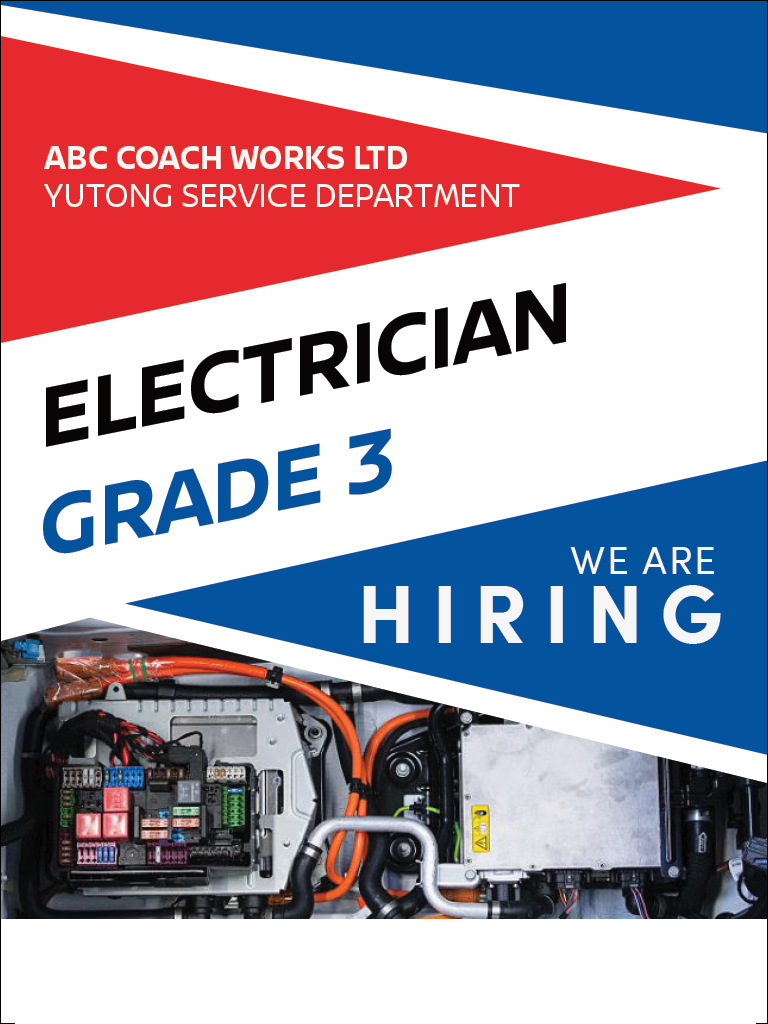 ABC COACH WORKS LTD
YUTONG SERVICE DEPARTMENT
ELECTRICIAN
GRADE 3
WE ARE
HIRING